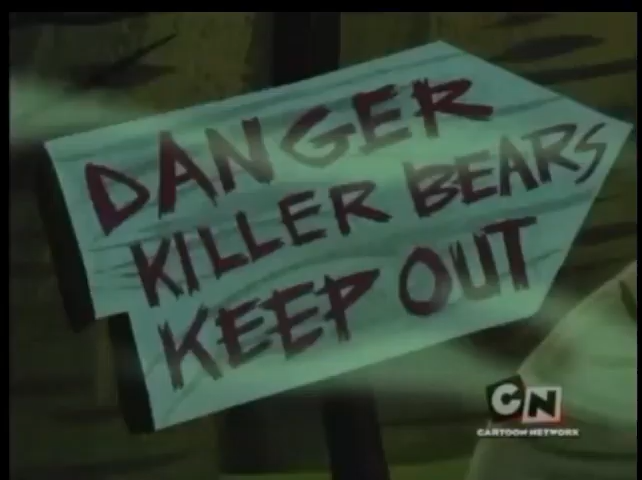 DANGER
KILLER BEARS
KEEP OUT
CN
CARTOON NETWORK